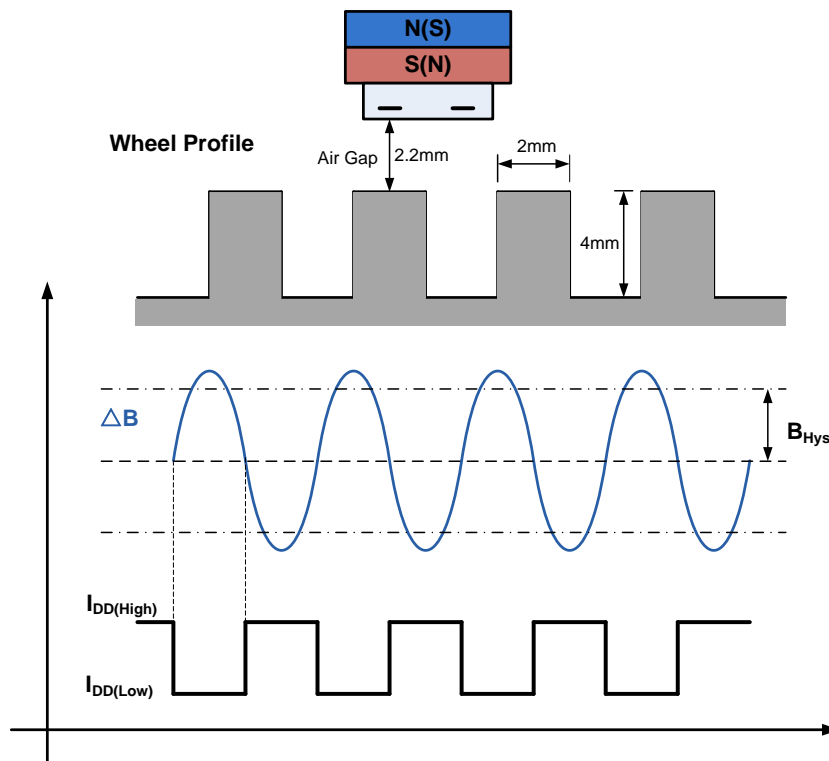 N(S)
S(N)
Wheel Profile
Air Gap
2.2mm
2mm
4mm
△B
BHys
IDD(High)
IDD(Low)